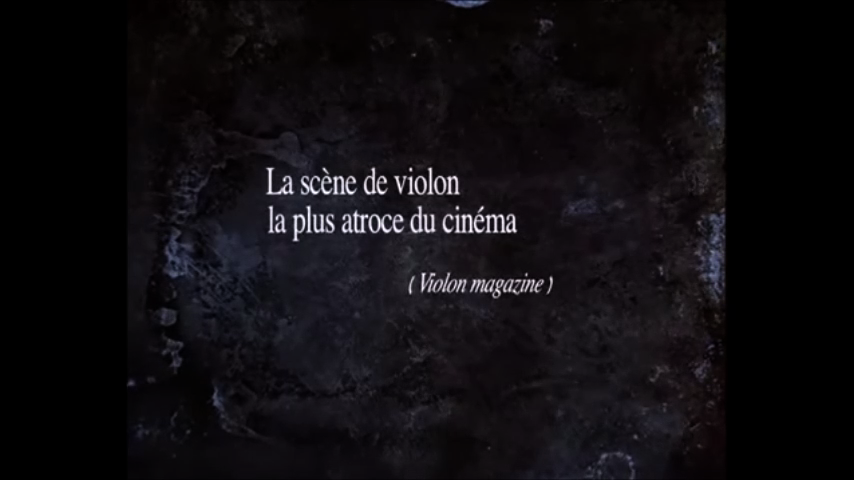 La scène de violon
la plus atroce du cinéma
( Violon magazine )